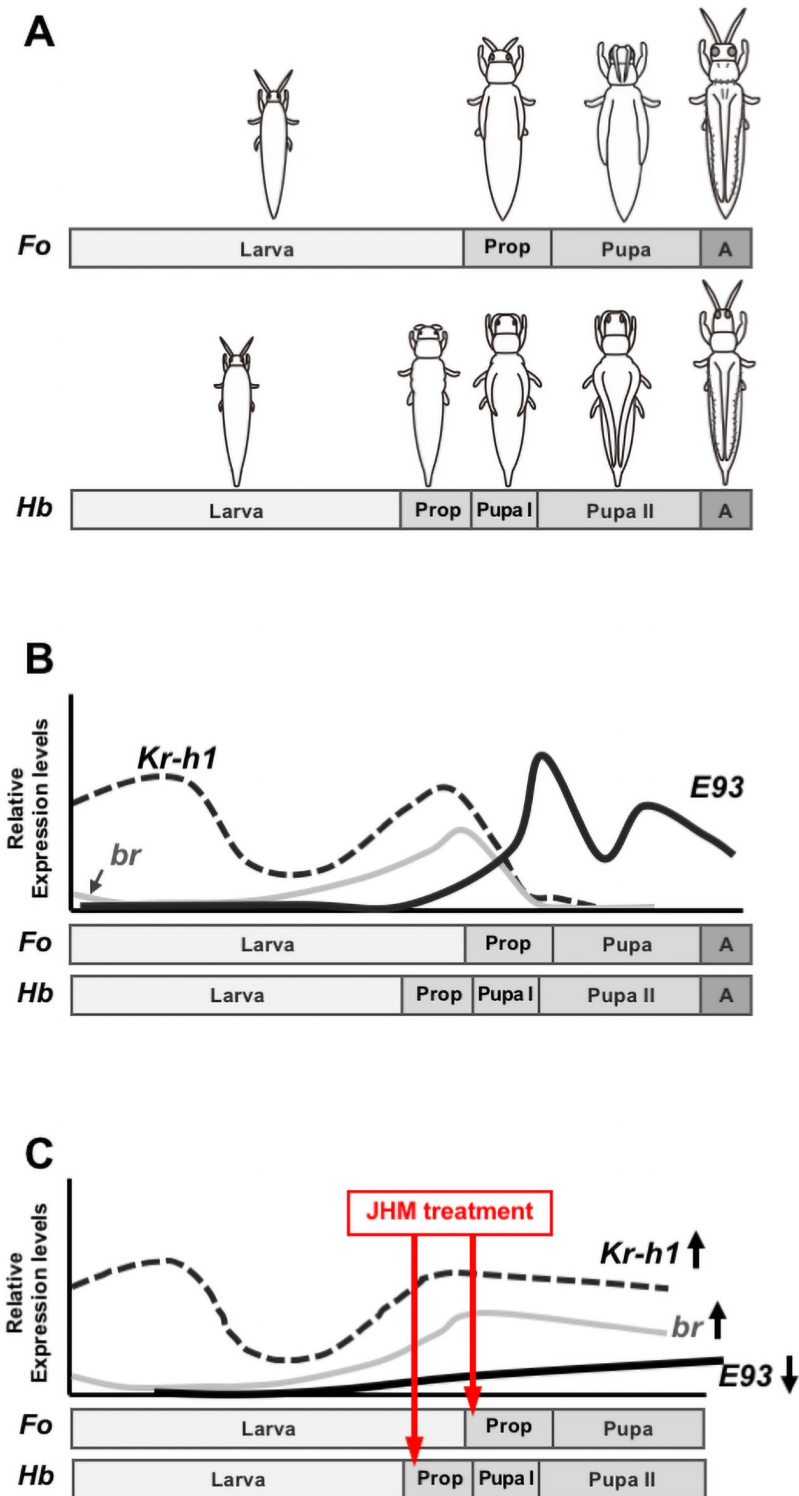 A
Fo Larva Prop Pupa A
Hb Larva Prop Pupa I Pupa II A
B
Relative
Expression levels
Kr-h1
E93
br
Fo Larva Prop Pupa A
Hb Larva Prop Pupa I Pupa II A
C
Relative
Expression levels
JHM treatment
Kr-h1
br
E93
Fo Larva Prop Pupa
Hb Larva Prop Pupa I Pupa II